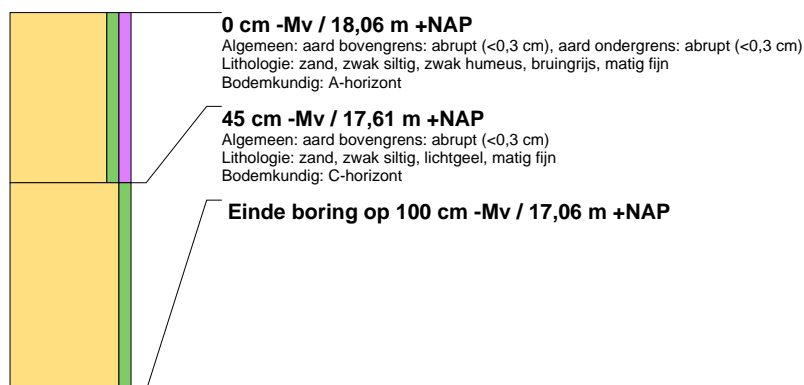 0 cm -Mv / 18,06 m +NAP
Algemeen: aard bovengrens: abrupt (<0,3 cm), aard ondergrens: abrupt (<0,3 cm)
Lithologie: zand, zwak siltig, zwak humeus, bruingrijs, matig fijn
Bodemkundig: A-horizont
45 cm -Mv / 17,61 m +NAP
Algemeen: aard bovengrens: abrupt (<0,3 cm)
Lithologie: zand, zwak siltig, lichtgeel, matig fijn
Bodemkundig: C-horizont
Einde boring op 100 cm -Mv / 17,06 m +NAP